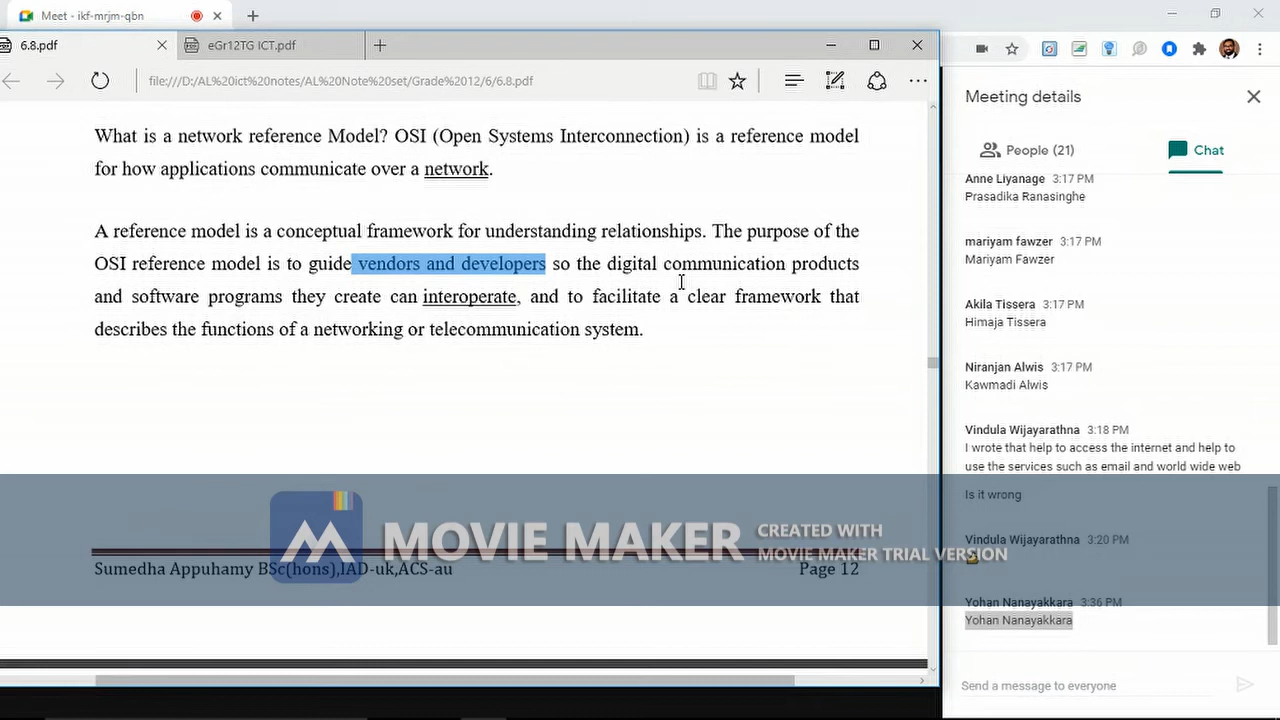 Meet - ikf-mrjm-qbn
6.8.pdf
eGr12TG ICT.pdf
file:///D:/AL%20ict%20notes/AL%20Note%20set/Grade%2012/6/6.8.pdf
What is a network reference Model? OSI (Open Systems Interconnection) is a reference model
for how applications communicate over a network.
A reference model is a conceptual framework for understanding relationships. The purpose of the
OSI reference model is to guide vendors and developers so the digital communication products
and software programs they create can interoperate, and to facilitate a clear framework that
describes the functions of a networking or telecommunication system.
Sumedha Appuhamy BSc(hons),IAD-uk,ACS-au
Page 12
MOVIE MAKER
CREATED WITH
MOVIE MAKER TRIAL VERSION
Meeting details
People (21)
Chat
Anne Liyanage 3:17 PM
Prasadika Ranasinghe
mariyam fawzer 3:17 PM
Mariyam Fawzer
Akila Tissera 3:17 PM
Himaja Tissera
Niranjan Alwis 3:17 PM
Kawmadi Alwis
Vindula Wijayarathna 3:18 PM
I wrote that help to access the internet and help to
use the services such as email and world wide web
Is it wrong
Vindula Wijayarathna 3:20 PM
Yohan Nanayakkara 3:36 PM
Yohan Nanayakkara
Send a message to everyone